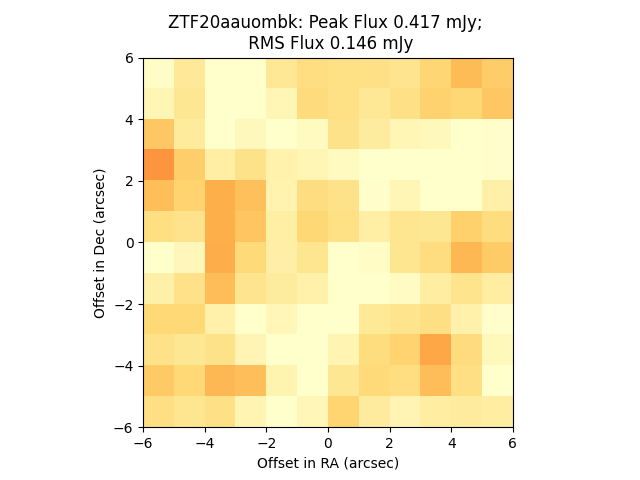 ZTF20aauombk: Peak Flux 0.417 mJy;
RMS Flux 0.146 mJy
6
4
2
0
−2
−4
−6
Offset in Dec (arcsec)
−6 −4 −2 0 2 4 6
Offset in RA (arcsec)